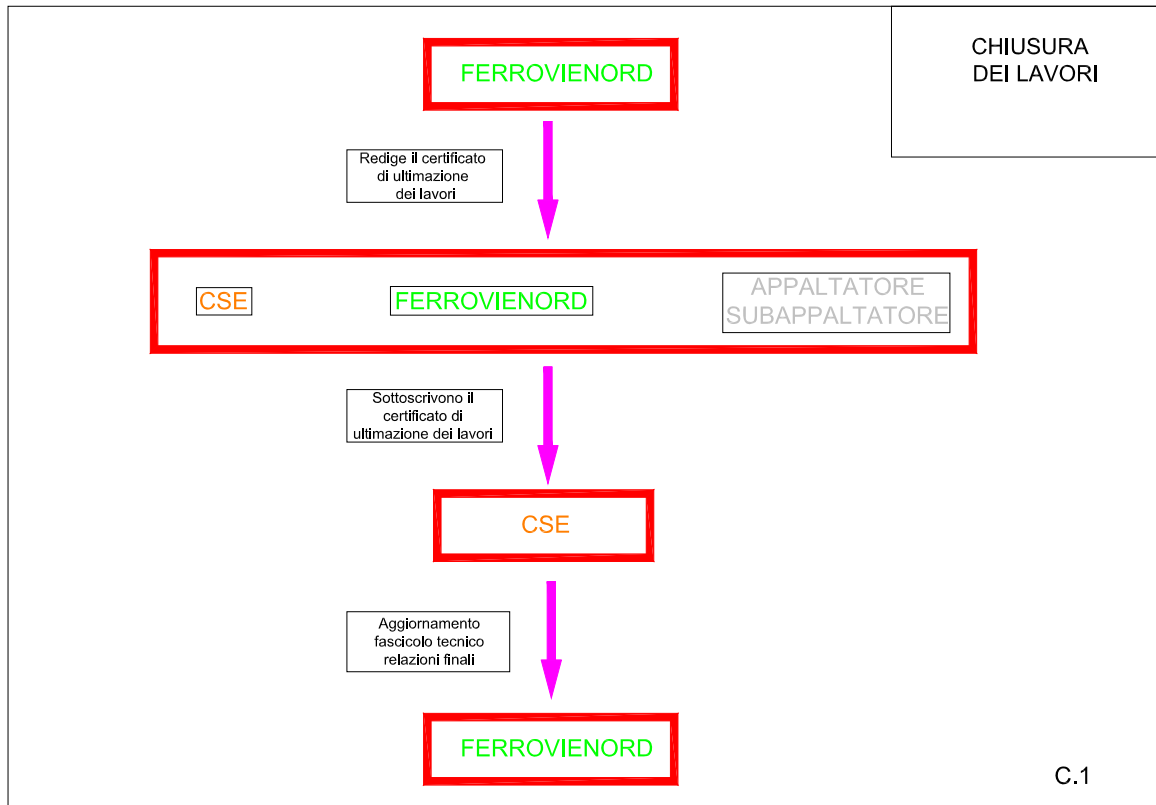 CHIUSURA
DEI LAVORI
FERROVIENORD
Redige il certificato
di ultimazione
dei lavori
CSE
FERROVIENORD
APPALTATORE
SUBAPPALTATORE
Sottoscrivono il
certificato di
ultimazione dei lavori
CSE
Aggiornamento
fascicolo tecnico
relazioni finali
FERROVIENORD
C.1